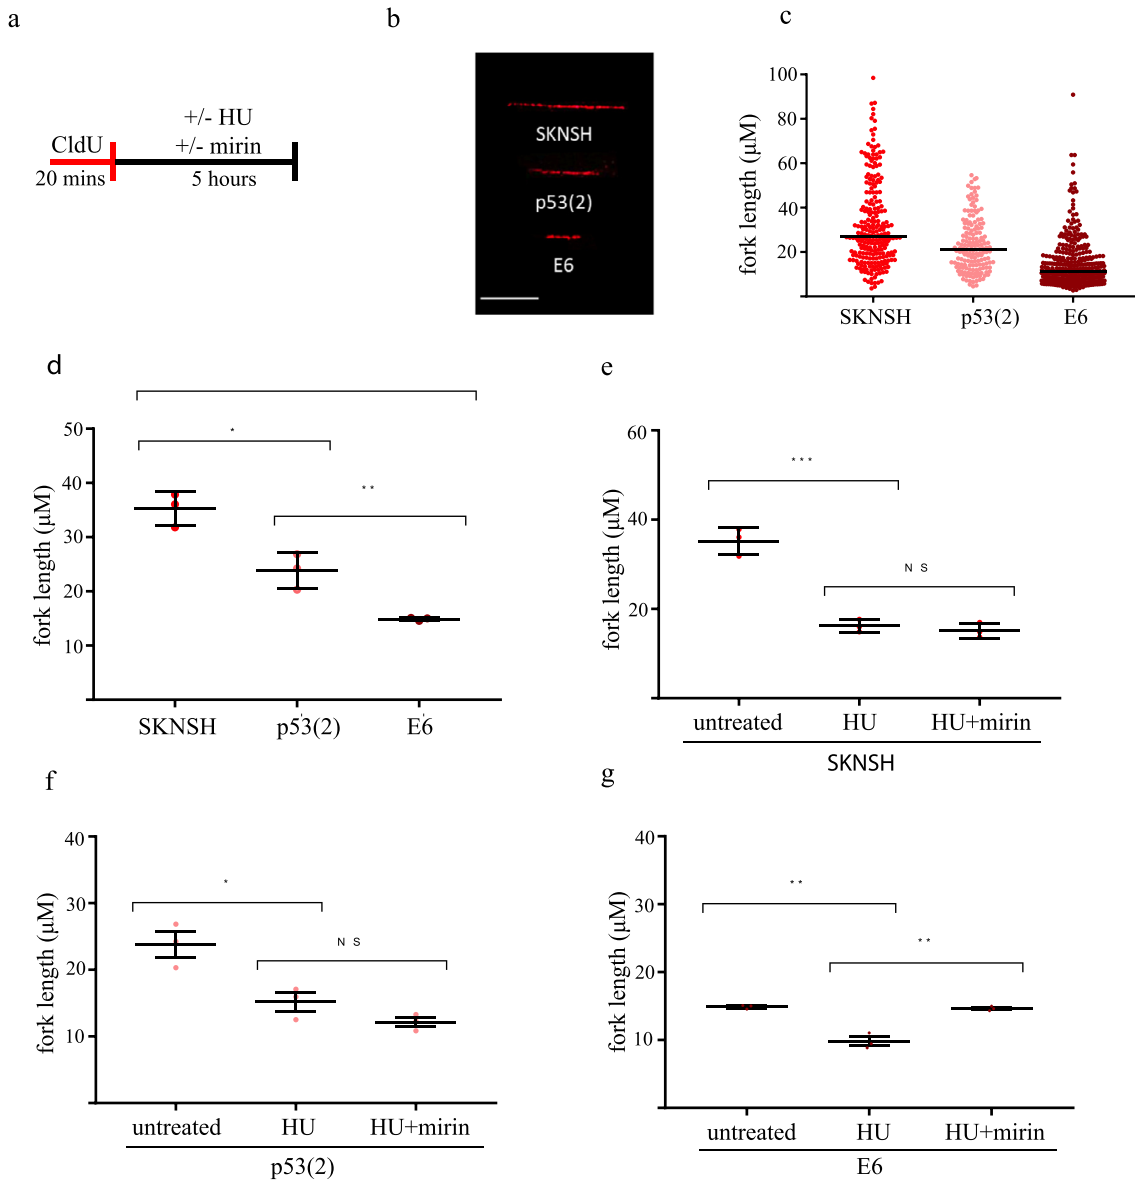 a
+/- HU
CldU
+/- mirin
20 mins
5 hours
b
SKNSH
p53(2)
E6
c
fork length (µM)
100
80
60
40
20
SKNSH
p53(2)
E6
d
*
**
fork length (µM)
50
40
30
20
10
SKNSH
p53(2)
E6
e
***
N S
fork length (µM)
60
40
20
untreated
HU
HU+mirin
SKNSH
f
*
N S
fork length (µM)
40
30
20
10
untreated
HU
HU+mirin
p53(2)
g
**
**
fork length (µM)
40
30
20
10
untreated
HU
HU+mirin
E6